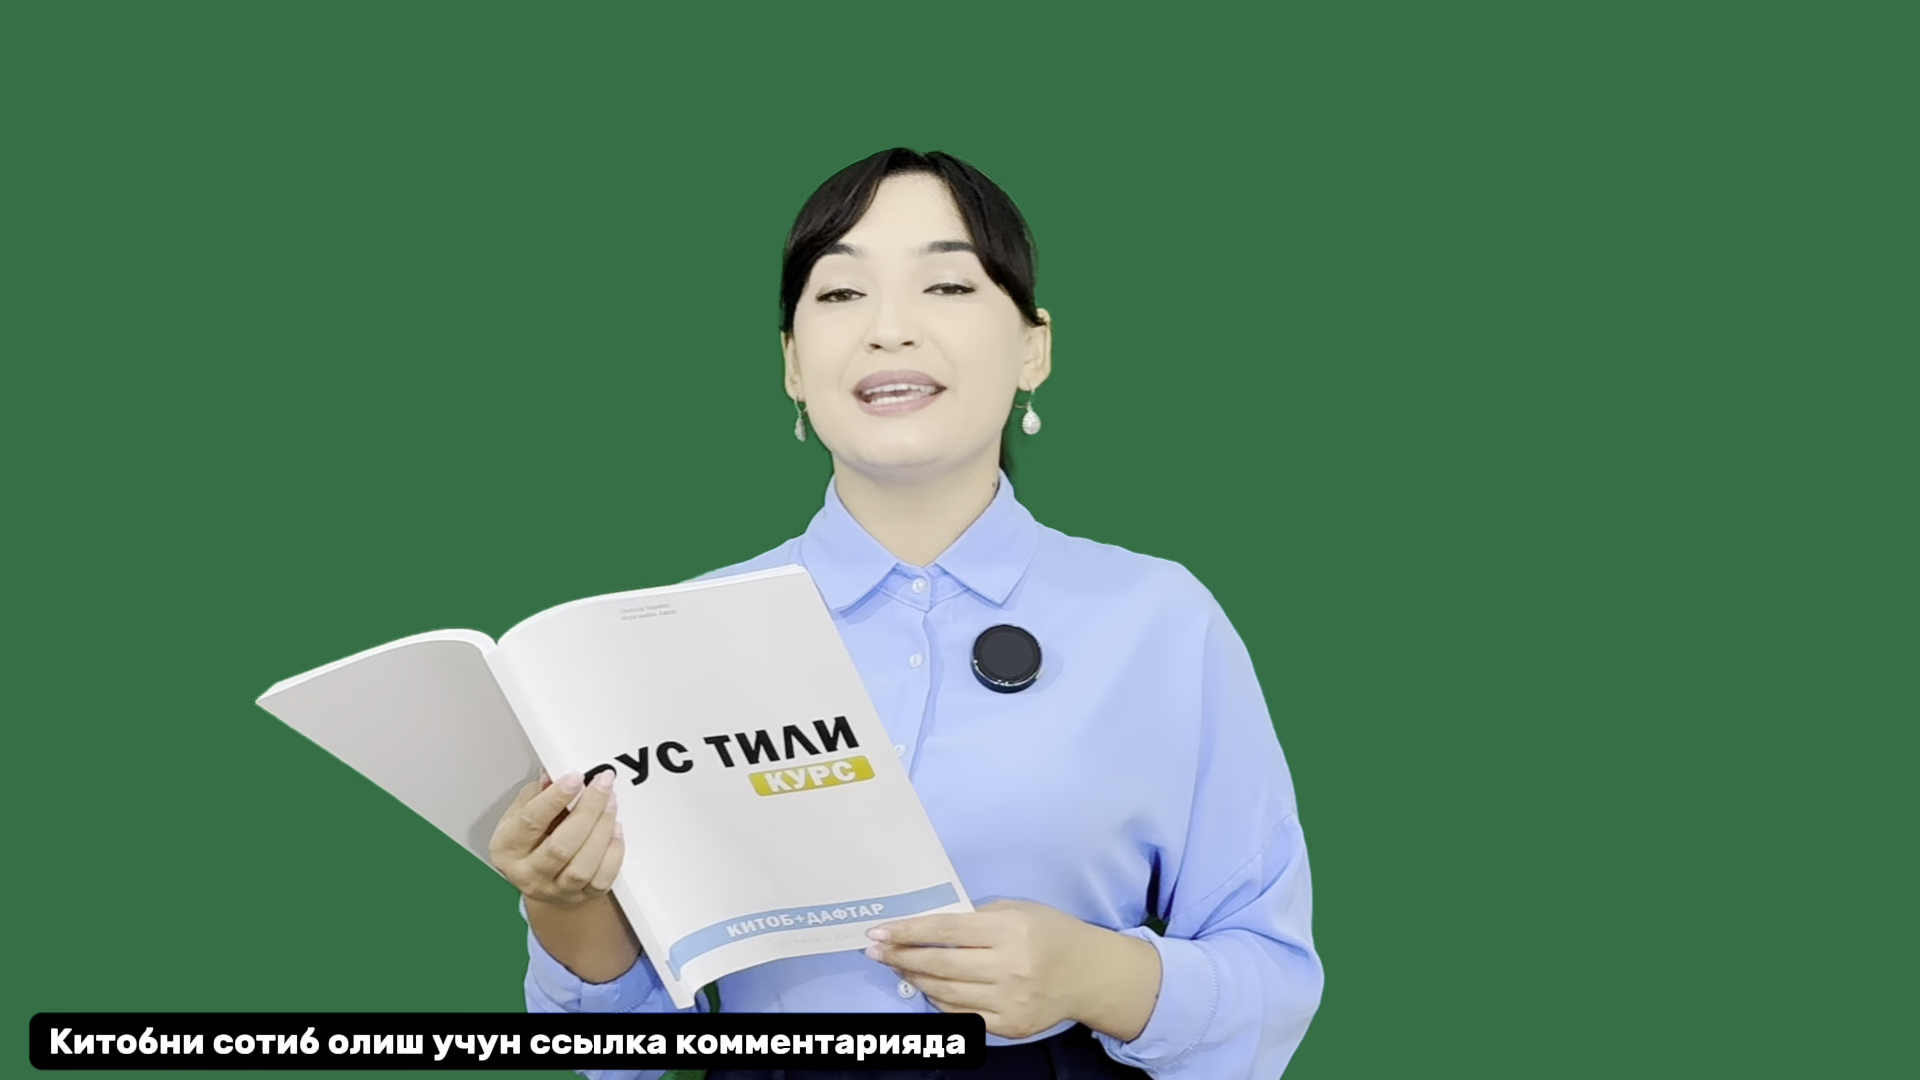 РУС ТИЛИ
КУРС
КИТОБ+ДАФТАР
Китобни сотиб олиш учун ссылка комментарияда